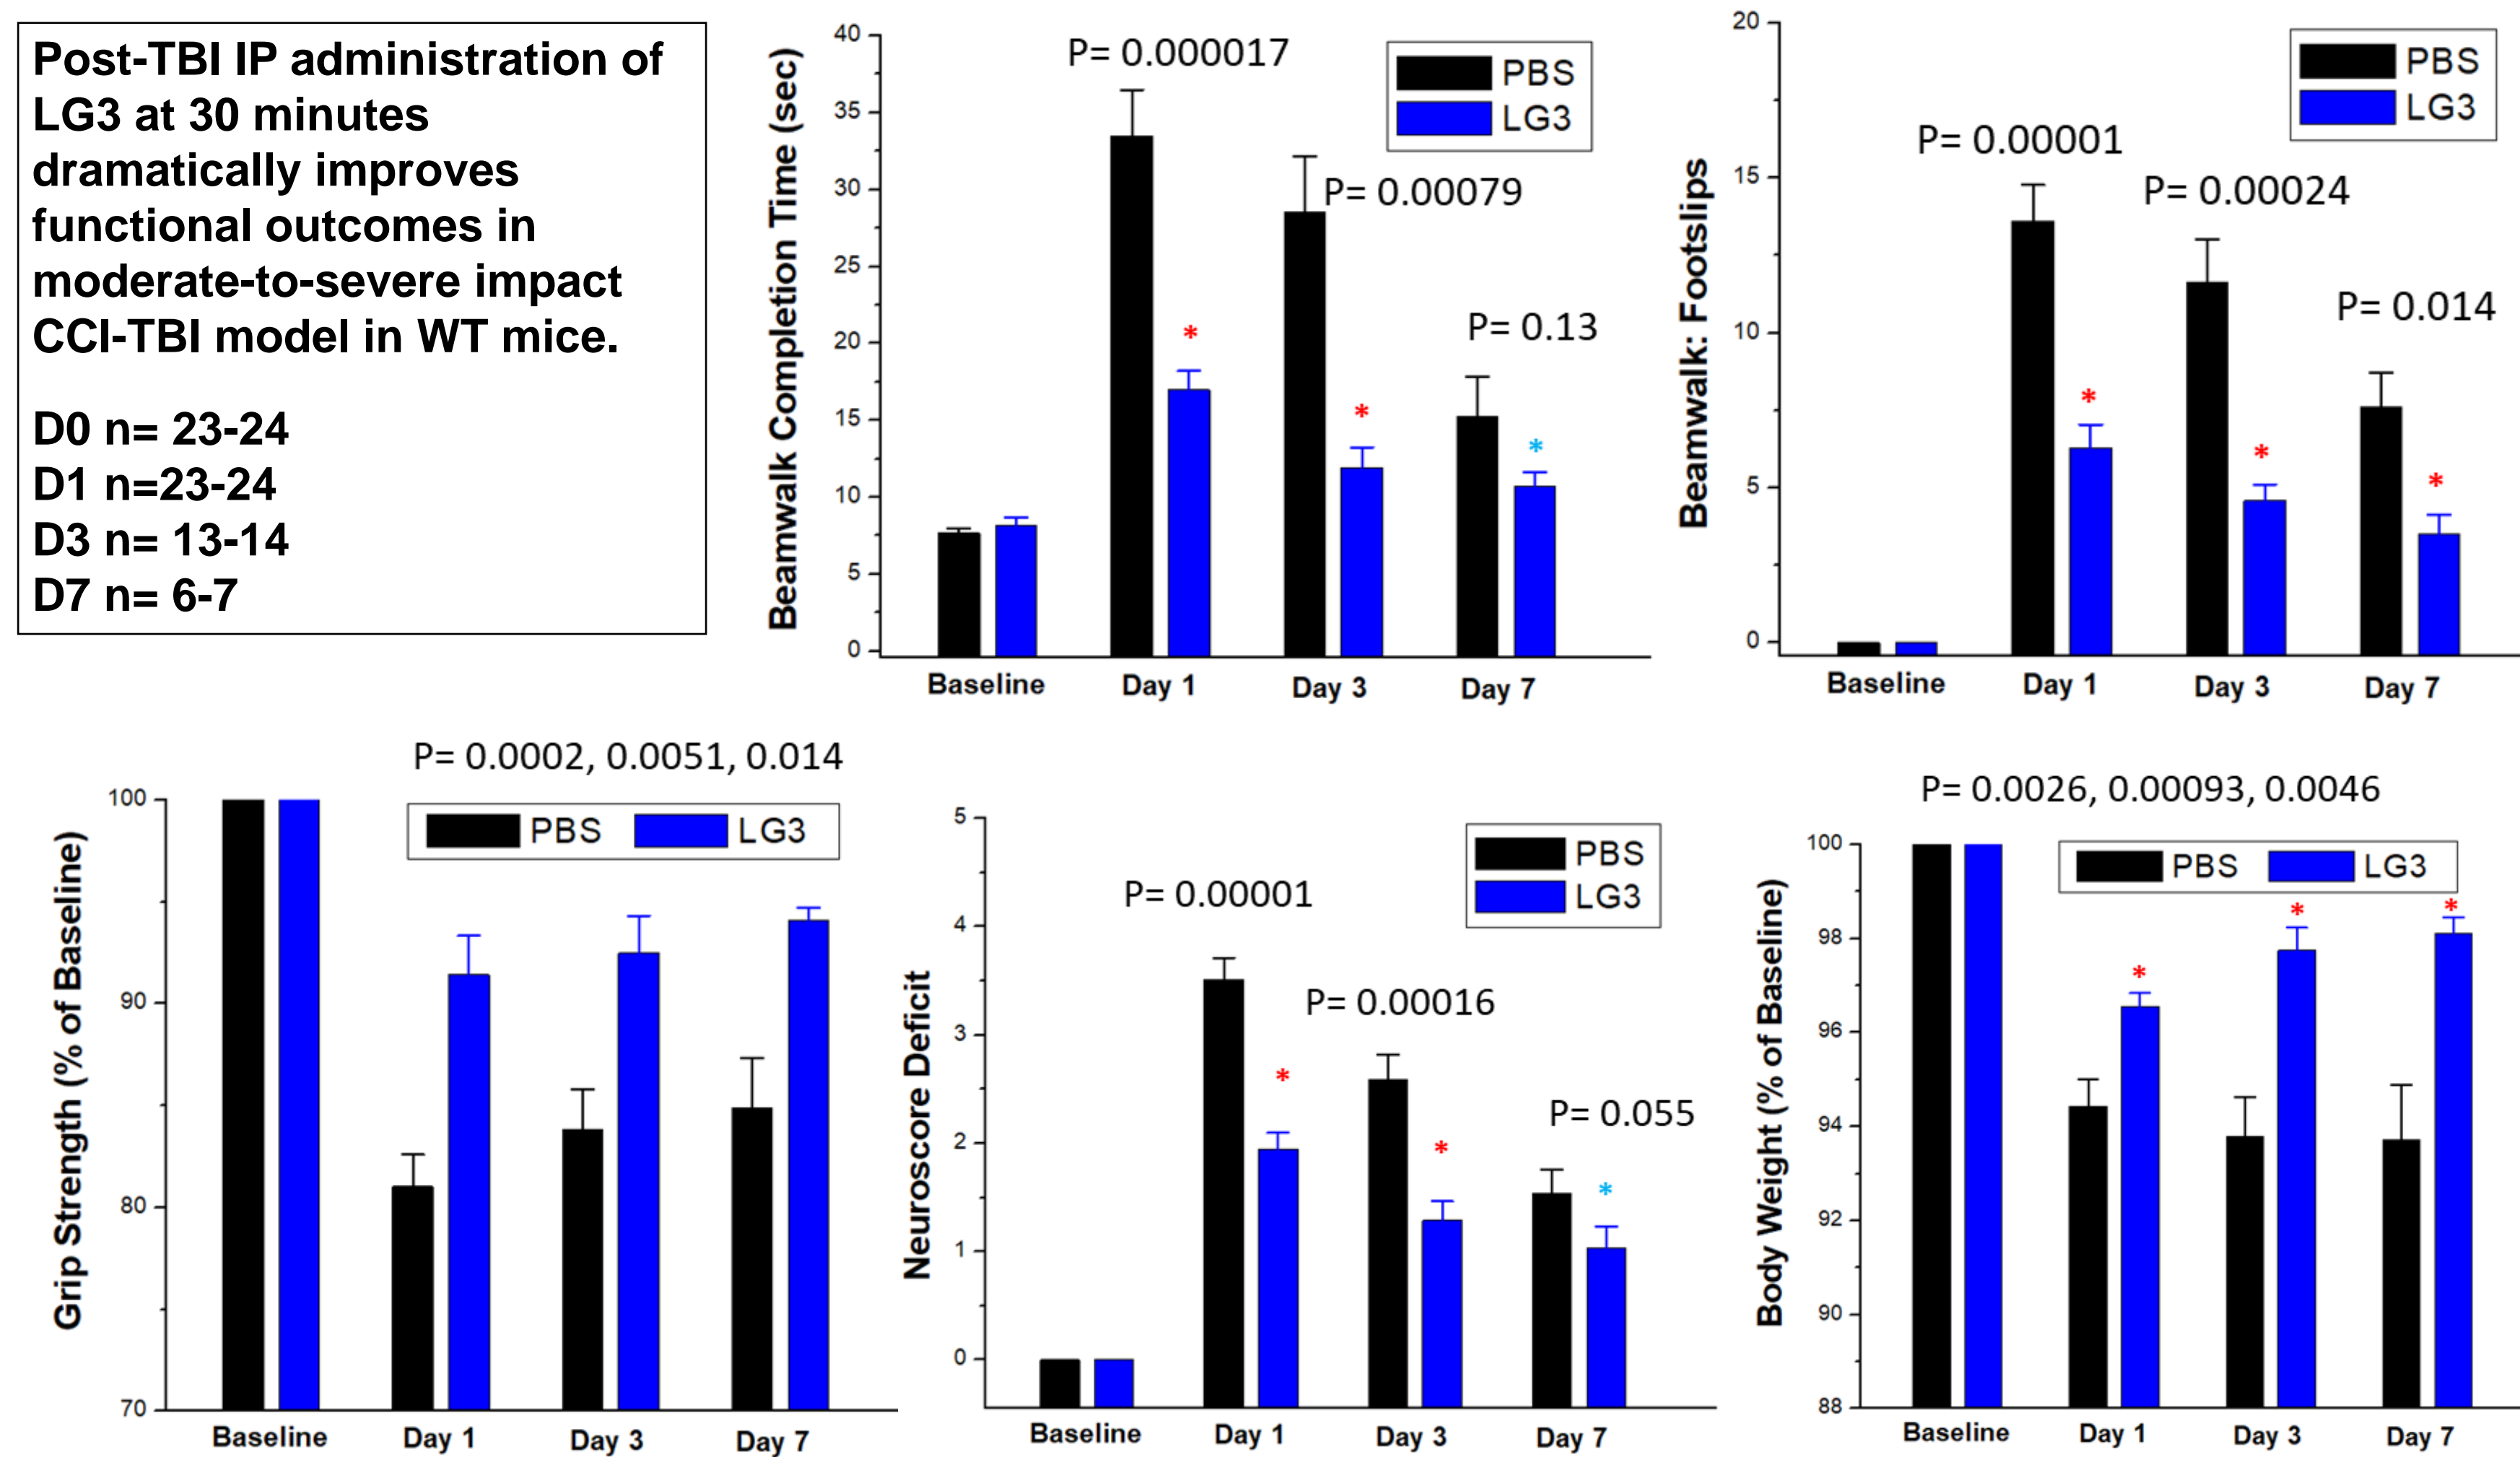 Post-TBI IP administration of
LG3 at 30 minutes
dramatically improves
functional outcomes in
moderate-to-severe impact
CCI-TBI model in WT mice.
D0 n= 23-24
D1 n=23-24
D3 n= 13-14
D7 n= 6-7
Beamwalk Completion Time (sec)
40
35
30
25
20
15
10
5
0
P= 0.000017
PBS
LG3
P= 0.00079
P= 0.13
*
*
*
Baseline
Day 1
Day 3
Day 7
Beamwalk: Footslips
20
15
10
5
0
PBS
LG3
P= 0.00001
P= 0.00024
P= 0.014
*
*
*
Baseline
Day 1
Day 3
Day 7
P= 0.0002, 0.0051, 0.014
Grip Strength (% of Baseline)
100
90
80
70
PBS
LG3
Baseline
Day 1
Day 3
Day 7
Neuroscore Deficit
5
4
3
2
1
0
PBS
LG3
P= 0.00001
P= 0.00016
P= 0.055
*
*
*
Baseline
Day 1
Day 3
Day 7
P= 0.0026, 0.00093, 0.0046
Body Weight (% of Baseline)
100
98
96
94
92
90
88
PBS
LG3
*
*
*
Baseline
Day 1
Day 3
Day 7